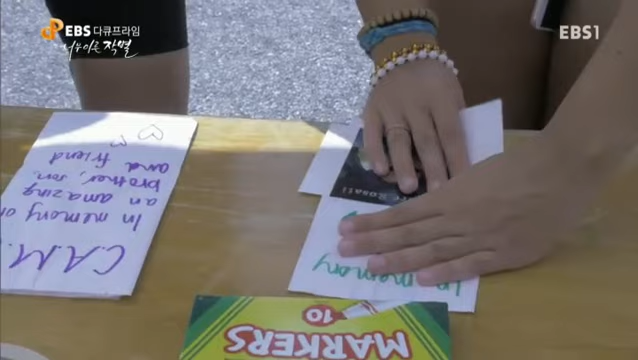 EBS 다큐프라임
EBS1
C.A.M.
In memory of
an amazing
brother, son
and friend
In memory
10
MARKERS